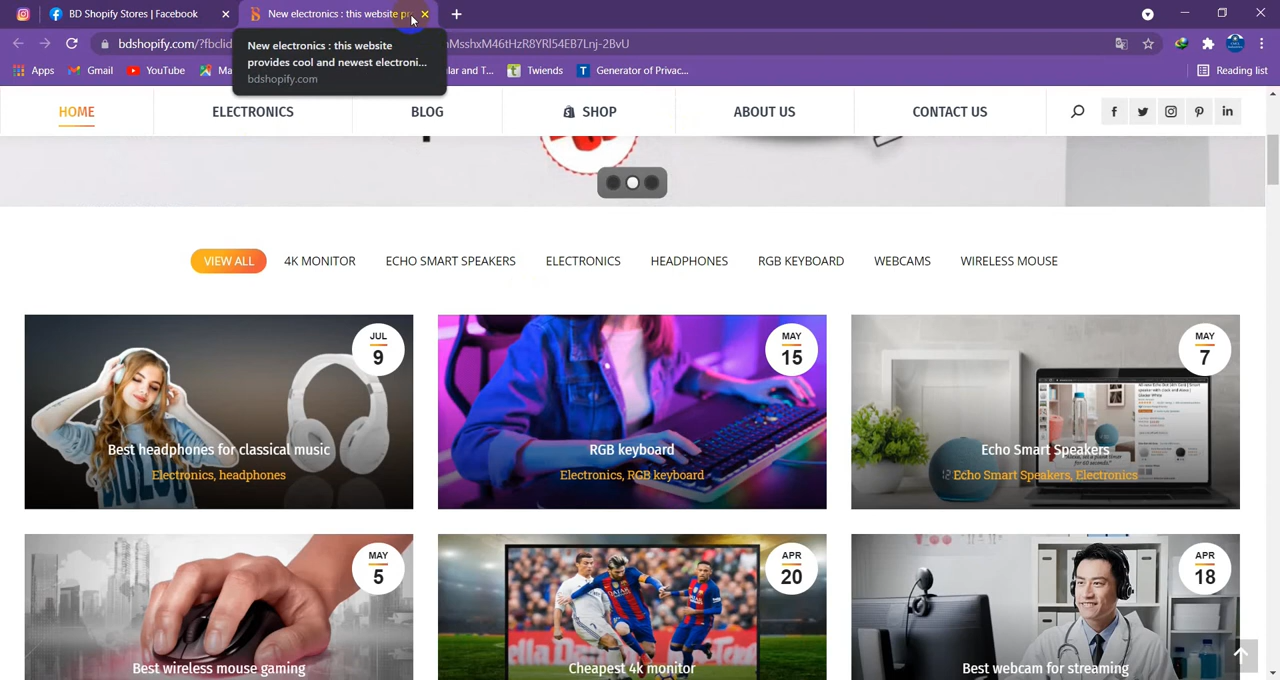 BD Shopify Stores | Facebook
New electronics : this website pr
bdshopify.com/?fbclid
MsshxM46tHzR8YRl54EB7Lnj-2BvU
New electronics : this website
provides cool and newest electroni...
bdshopify.com
Apps
Gmail
YouTube
Ma
ar and T...
Twiends
Generator of Privac...
Reading list
HOME
ELECTRONICS
BLOG
SHOP
ABOUT US
CONTACT US
VIEW ALL
4K MONITOR
ECHO SMART SPEAKERS
ELECTRONICS
HEADPHONES
RGB KEYBOARD
WEBCAMS
WIRELESS MOUSE
JUL
9
Best headphones for classical music
Electronics, headphones
MAY
15
RGB keyboard
Electronics, RGB keyboard
MAY
7
Echo Smart Speakers
Echo Smart Speakers, Electronics
MAY
5
Best wireless mouse gaming
APR
20
Cheapest 4k monitor
APR
18
Best webcam for streaming